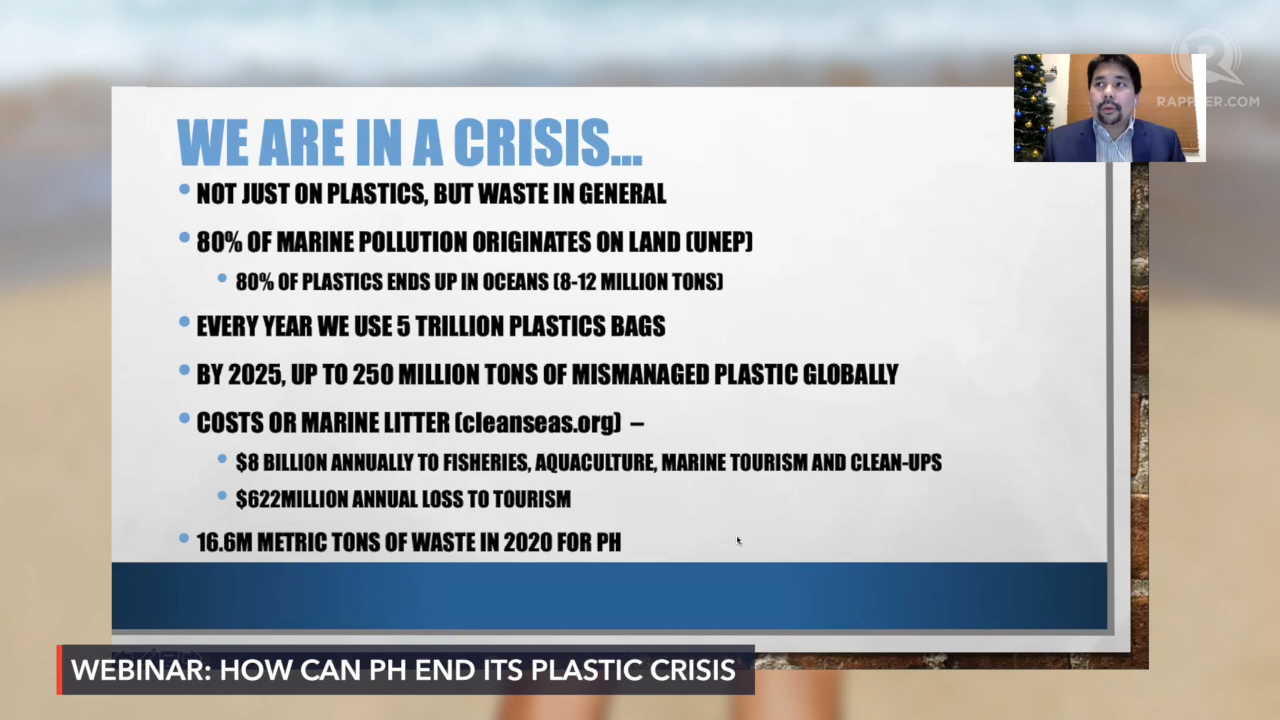 RAPPLER.COM
WE ARE IN A CRISIS...
NOT JUST ON PLASTICS, BUT WASTE IN GENERAL
80% OF MARINE POLLUTION ORIGINATES ON LAND (UNEP)
80% OF PLASTICS ENDS UP IN OCEANS (8-12 MILLION TONS)
EVERY YEAR WE USE 5 TRILLION PLASTICS BAGS
BY 2025, UP TO 250 MILLION TONS OF MISMANAGED PLASTIC GLOBALLY
COSTS OR MARINE LITTER (cleanseas.org) –
$8 BILLION ANNUALLY TO FISHERIES, AQUACULTURE, MARINE TOURISM AND CLEAN-UPS
$622MILLION ANNUAL LOSS TO TOURISM
16.6M METRIC TONS OF WASTE IN 2020 FOR PH
WEBINAR: HOW CAN PH END ITS PLASTIC CRISIS